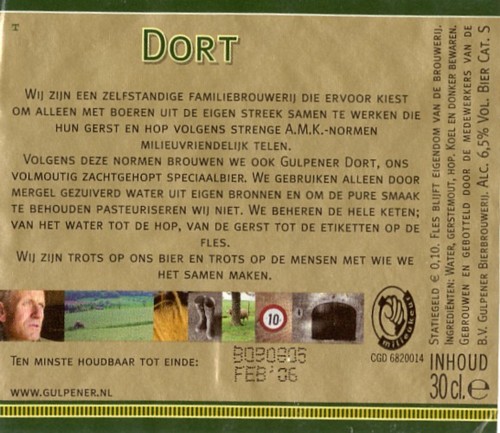 T
DORT
WIJ ZIJN EEN ZELFSTANDIGE FAMILIEBROUWERIJ DIE ERVOOR KIEST
OM ALLEEN MET BOEREN UIT DE EIGEN STREEK SAMEN TE WERKEN DIE
HUN GERST EN HOP VOLGENS STRENGE A.M.K.-NORMEN
MILIEUVRIENDELIJK TELEN.
VOLGENS DEZE NORMEN BROUWEN WE OOK GULPENER DORT, ONS
VOLMOUTIG ZACHTGEHOPT SPECIAALBIER. WE GEBRUIKEN ALLEEN DOOR
MERGEL GEZUIVERD WATER UIT EIGEN BRONNEN EN OM DE PURE SMAAK
TE BEHOUDEN PASTEURISEREN WIJ NIET. WE BEHEREN DE HELE KETEN;
VAN HET WATER TOT DE HOP, VAN DE GERST TOT DE ETIKETTEN OP DE
FLES.
WIJ ZIJN TROTS OP ONS BIER EN TROTS OP DE MENSEN MET WIE WE
HET SAMEN MAKEN.
10
milieukeur
TEN MINSTE HOUDBAAR TOT EINDE:
B090805
FEB'06
CGD 6820014
WWW.GULPENER.NL
INHOUD
30 cl. e
STATIEGELD € 0,10. FLES BLIJFT EIGENDOM VAN DE BROUWERIJ.
INGREDIËNTEN: WATER, GERSTEMOUT, HOP. KOEL EN DONKER BEWAREN.
GEBROUWEN EN GEBOTTELD DOOR DE MEDEWERKERS VAN DE
B.V. GULPENER BIERBROUWERIJ. ALC. 6,5% VOL. BIER CAT. S